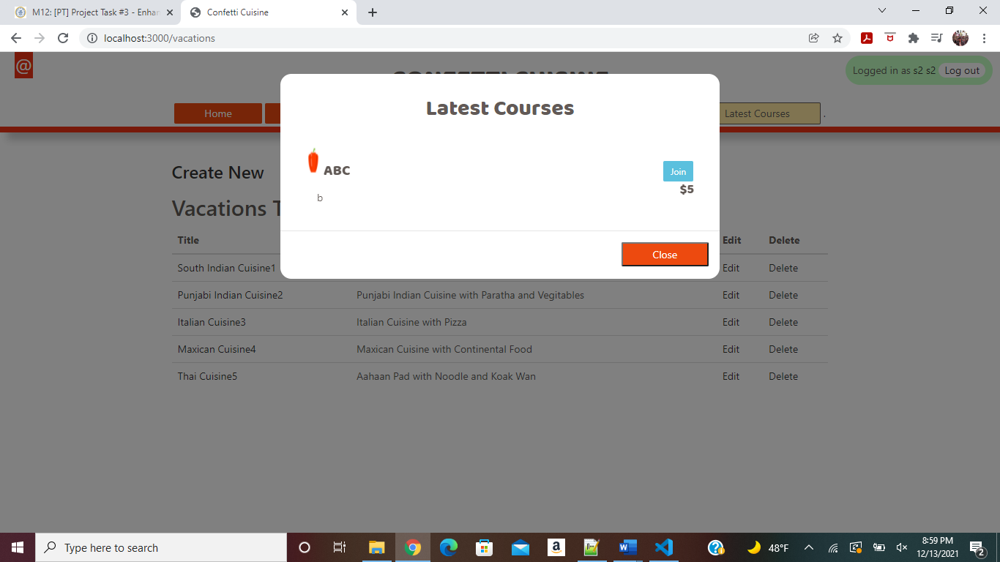 M12: [PT] Project Task #3 - Enhan
Confetti Cuisine
localhost:3000/vacations
@
CONFETTI CUISINE
Logged in as s2 s2 Log out
Home
Latest Courses .
Latest Courses
ABC
Join
$5
b
Close
Create New
Vacations T
Title Edit Delete
South Indian Cuisine1 Edit Delete
Punjabi Indian Cuisine2 Punjabi Indian Cuisine with Paratha and Vegitables Edit Delete
Italian Cuisine3 Italian Cuisine with Pizza Edit Delete
Maxican Cuisine4 Maxican Cuisine with Continental Food Edit Delete
Thai Cuisine5 Aahaan Pad with Noodle and Koak Wan Edit Delete
Type here to search
48°F
8:59 PM
12/13/2021
2